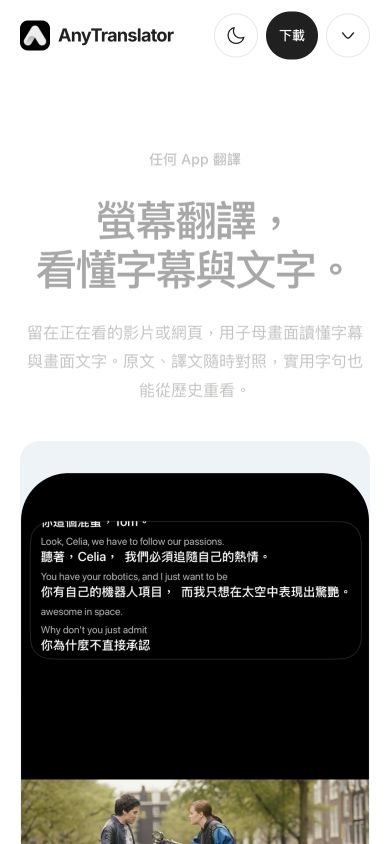 AnyTranslator
下載
任何 App 翻譯
螢幕翻譯，
看懂字幕與文字。
留在正在看的影片或網頁，用子母畫面讀懂字幕
與畫面文字。原文、譯文隨時對照，實用字句也
能從歷史重看。
你這個混蛋，Tom。
Look, Celia, we have to follow our passions.
聽著，Celia， 我們必須追隨自己的熱情。
You have your robotics, and I just want to be
你有自己的機器人項目， 而我只想在太空中表現出驚艷。
awesome in space.
Why don't you just admit
你為什麼不直接承認